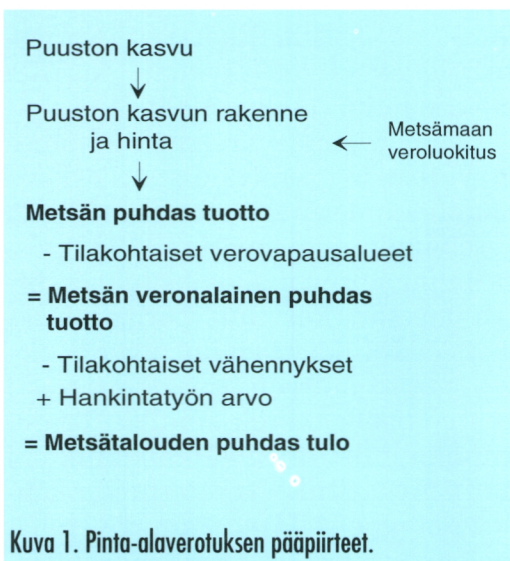 Puuston kasvu
Puuston kasvun rakenne
ja hinta
Metsämaan
veroluokitus
Metsän puhdas tuotto
- Tilakohtaiset verovapausalueet
= Metsän veronalainen puhdas
tuotto
- Tilakohtaiset vähennykset
+ Hankintatyön arvo
= Metsätalouden puhdas tulo
Kuva 1. Pinta-alaverotuksen pääpiirteet.